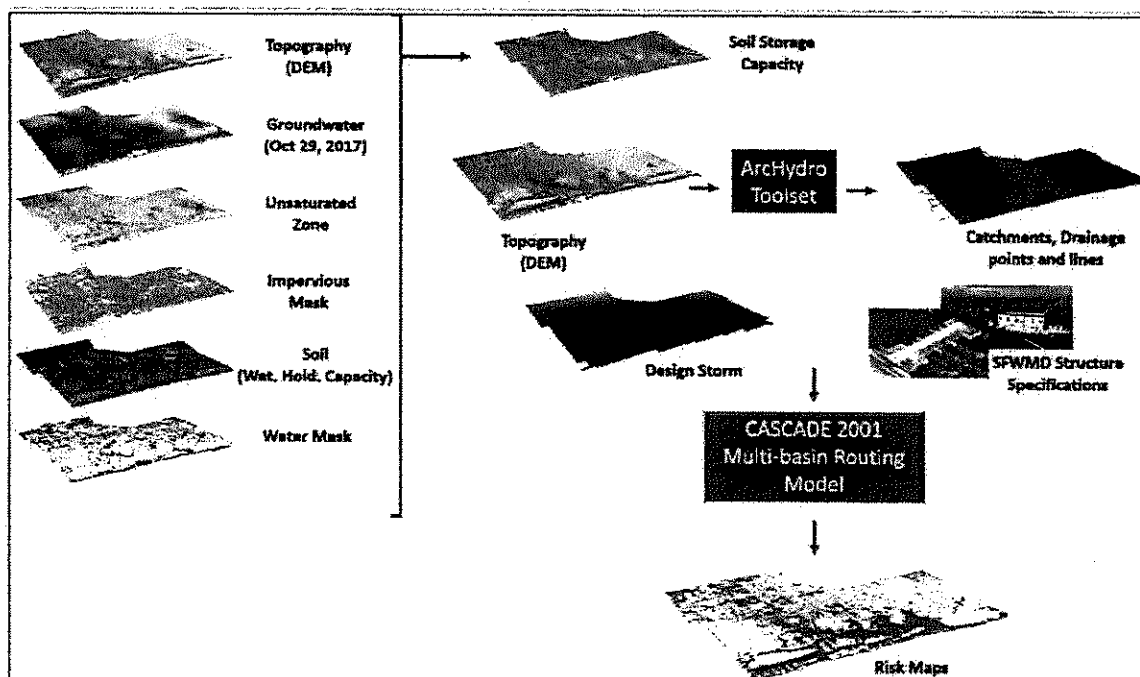 Topography
(DEM)
Groundwater
(Oct 29, 2017)
Unsaturated
Zone
Impervious
Mask
Soil
(Wat. Hold. Capacity)
Water Mask
Soil Storage
Capacity
Topography
(DEM)
ArcHydro
Toolset
Catchments, Drainage
points and lines
Design Storm
SFWMD Structure
Specifications
CASCADE 2001
Multi-basin Routing
Model
Risk Maps